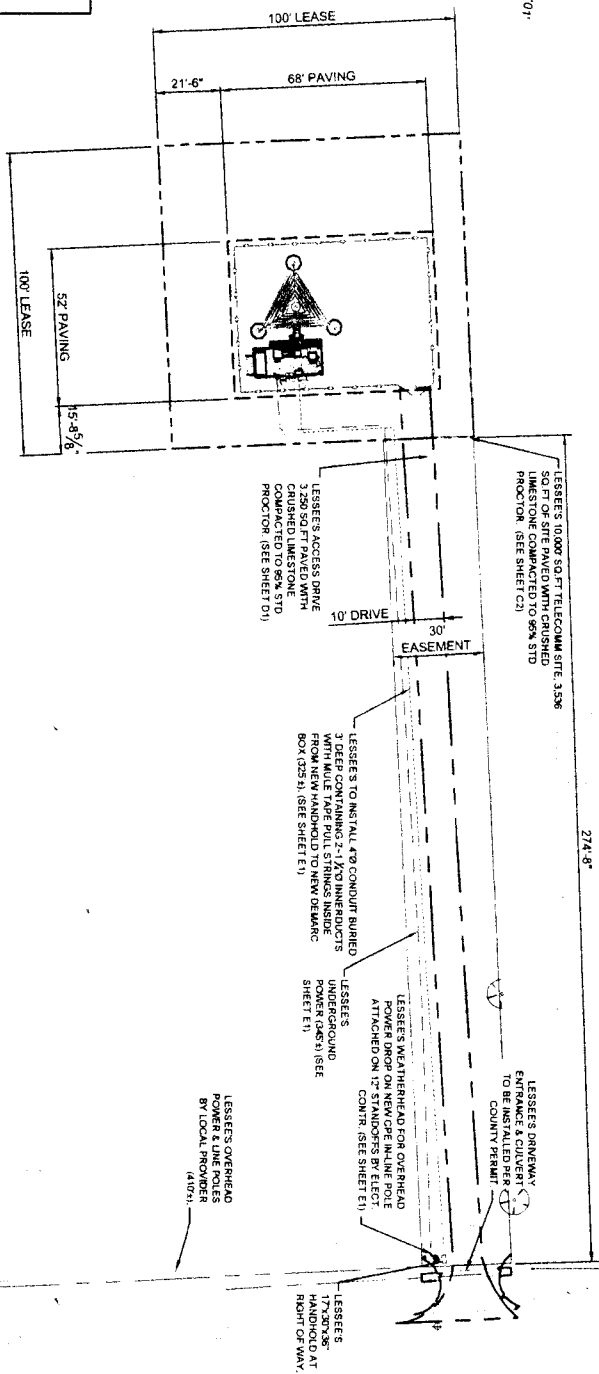 01'
100' LEASE
21'-6"
68' PAVING
100' LEASE
52' PAVING
15'-8 5/8"
274'-8"
LESSEE'S 10,000' SQ.FT TELECOMM SITE, 3,536
SQ.FT OF SITE PAVED WITH CRUSHED
LIMESTONE COMPACTED TO 95% STD
PROCTOR. (SEE SHEET C2)
LESSEE'S ACCESS DRIVE
3,250 SQ.FT PAVED WITH
CRUSHED LIMESTONE
COMPACTED TO 95% STD
PROCTOR. (SEE SHEET D1)
10' DRIVE
30'
EASEMENT
LESSEE'S TO INSTALL 4"Ø CONDUIT BURIED
3' DEEP CONTAINING 2-1 ½"Ø INNERDUCTS
WITH MULE TAPE PULL STRINGS INSIDE
FROM NEW HANDHOLD TO NEW DEMARC
BOX (325'±). (SEE SHEET E1)
LESSEE'S
UNDERGROUND
POWER (345'±) (SEE
SHEET E1)
LESSEE'S WEATHERHEAD FOR OVERHEAD
POWER DROP ON NEW CPE IN-LINE POLE
ATTACHED ON 12" STANDOFFS BY ELECT.
CONTR. (SEE SHEET E1)
LESSEE'S DRIVEWAY
ENTRANCE & CULVERT
TO BE INSTALLED PER
COUNTY PERMIT
LESSEE'S OVERHEAD
POWER & LINE POLES
BY LOCAL PROVIDER
(410'±).
LESSEE'S
17"x30"x36"
HANDHOLD AT
RIGHT OF WAY.